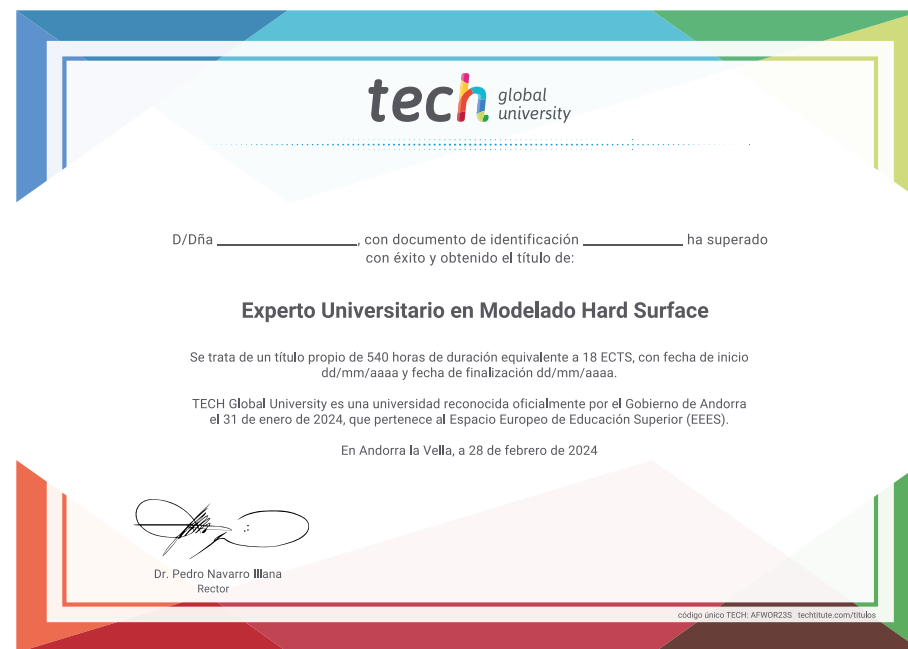 tech global
university
D/Dña ____________________, con documento de identificación ______________ ha superado
con éxito y obtenido el título de:
Experto Universitario en Modelado Hard Surface
Se trata de un título propio de 540 horas de duración equivalente a 18 ECTS, con fecha de inicio
dd/mm/aaaa y fecha de finalización dd/mm/aaaa.
TECH Global University es una universidad reconocida oficialmente por el Gobierno de Andorra
el 31 de enero de 2024, que pertenece al Espacio Europeo de Educación Superior (EEES).
En Andorra la Vella, a 28 de febrero de 2024
Dr. Pedro Navarro Illana
Rector
código único TECH: AFWOR23S techtitute.com/titulos